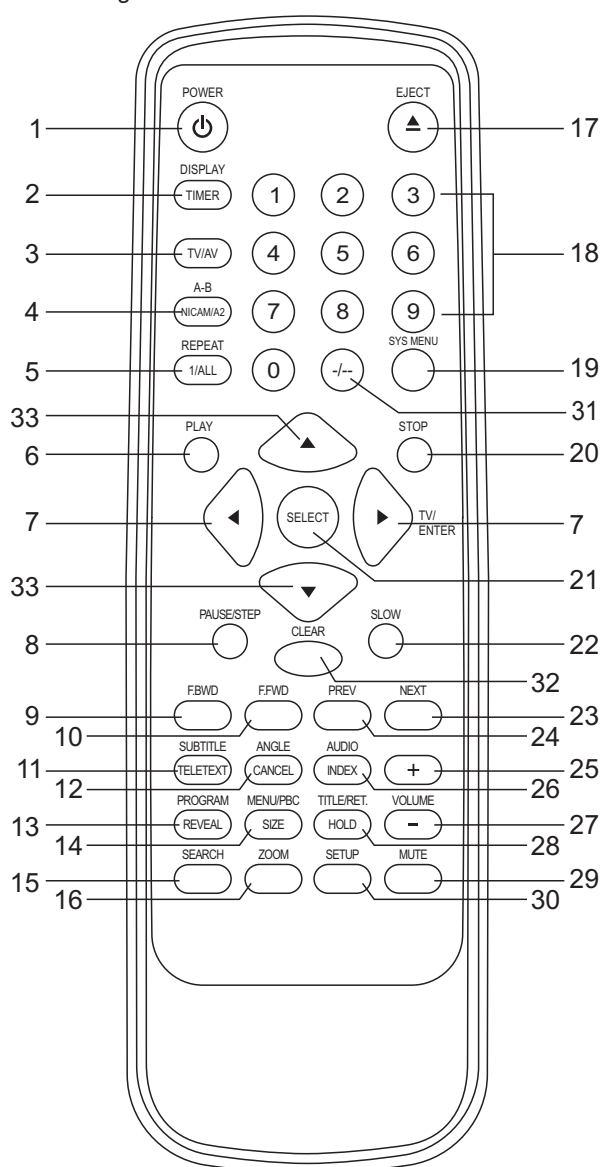 POWER EJECT
1 17
DISPLAY
2 TIMER 1 2 3
3 TV/AV 4 5 6 18
A-B
4 NICAM/A2 7 8 9
REPEAT SYS MENU
5 1/ALL 0 -/-- 19
33 31
PLAY STOP
6 20
7 SELECT TV/ 7
ENTER
21
33
PAUSE/STEP SLOW
8 CLEAR 22
32
F.BWD F.FWD PREV NEXT
9 23
10 24
SUBTITLE ANGLE AUDIO
11 TELETEXT CANCEL INDEX + 25
12 26
PROGRAM MENU/PBC TITLE/RET. VOLUME
13 REVEAL SIZE HOLD - 27
14 28
SEARCH ZOOM SETUP MUTE
15 29
16 30